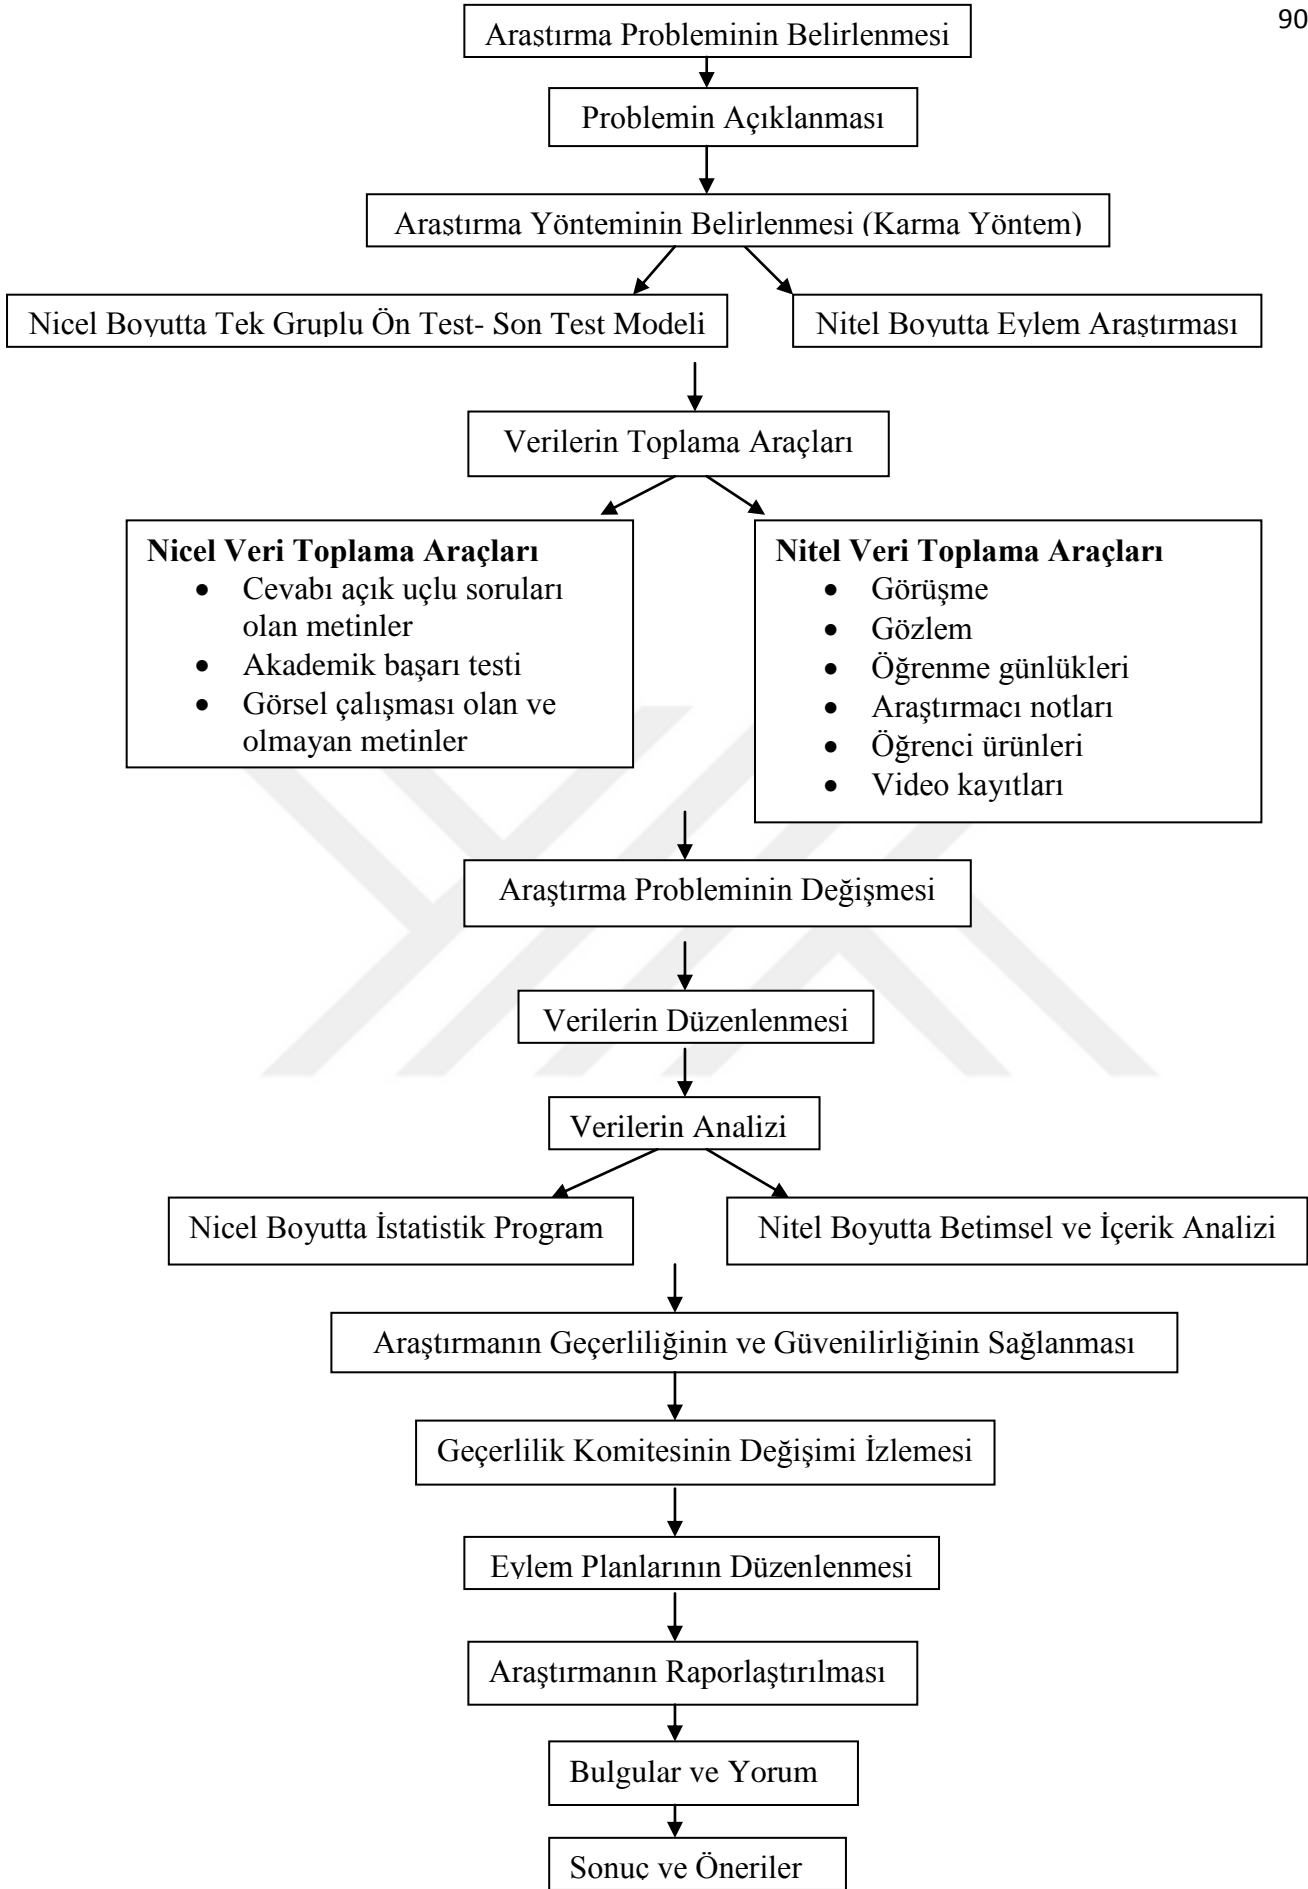 90
Araştırma Probleminin Belirlenmesi
Problemin Açıklanması
Araştırma Yönteminin Belirlenmesi (Karma Yöntem)
Nicel Boyutta Tek Gruplu Ön Test- Son Test Modeli
Nitel Boyutta Eylem Araştırması
Verilerin Toplama Araçları
Nicel Veri Toplama Araçları
• Cevabı açık uçlu soruları
olan metinler
• Akademik başarı testi
• Görsel çalışması olan ve
olmayan metinler
Nitel Veri Toplama Araçları
• Görüşme
• Gözlem
• Öğrenme günlükleri
• Araştırmacı notları
• Öğrenci ürünleri
• Video kayıtları
Araştırma Probleminin Değişmesi
Verilerin Düzenlenmesi
Verilerin Analizi
Nicel Boyutta İstatistik Program
Nitel Boyutta Betimsel ve İçerik Analizi
Araştırmanın Geçerliliğinin ve Güvenilirliğinin Sağlanması
Geçerlilik Komitesinin Değişimi İzlemesi
Eylem Planlarının Düzenlenmesi
Araştırmanın Raporlaştırılması
Bulgular ve Yorum
Sonuç ve Öneriler